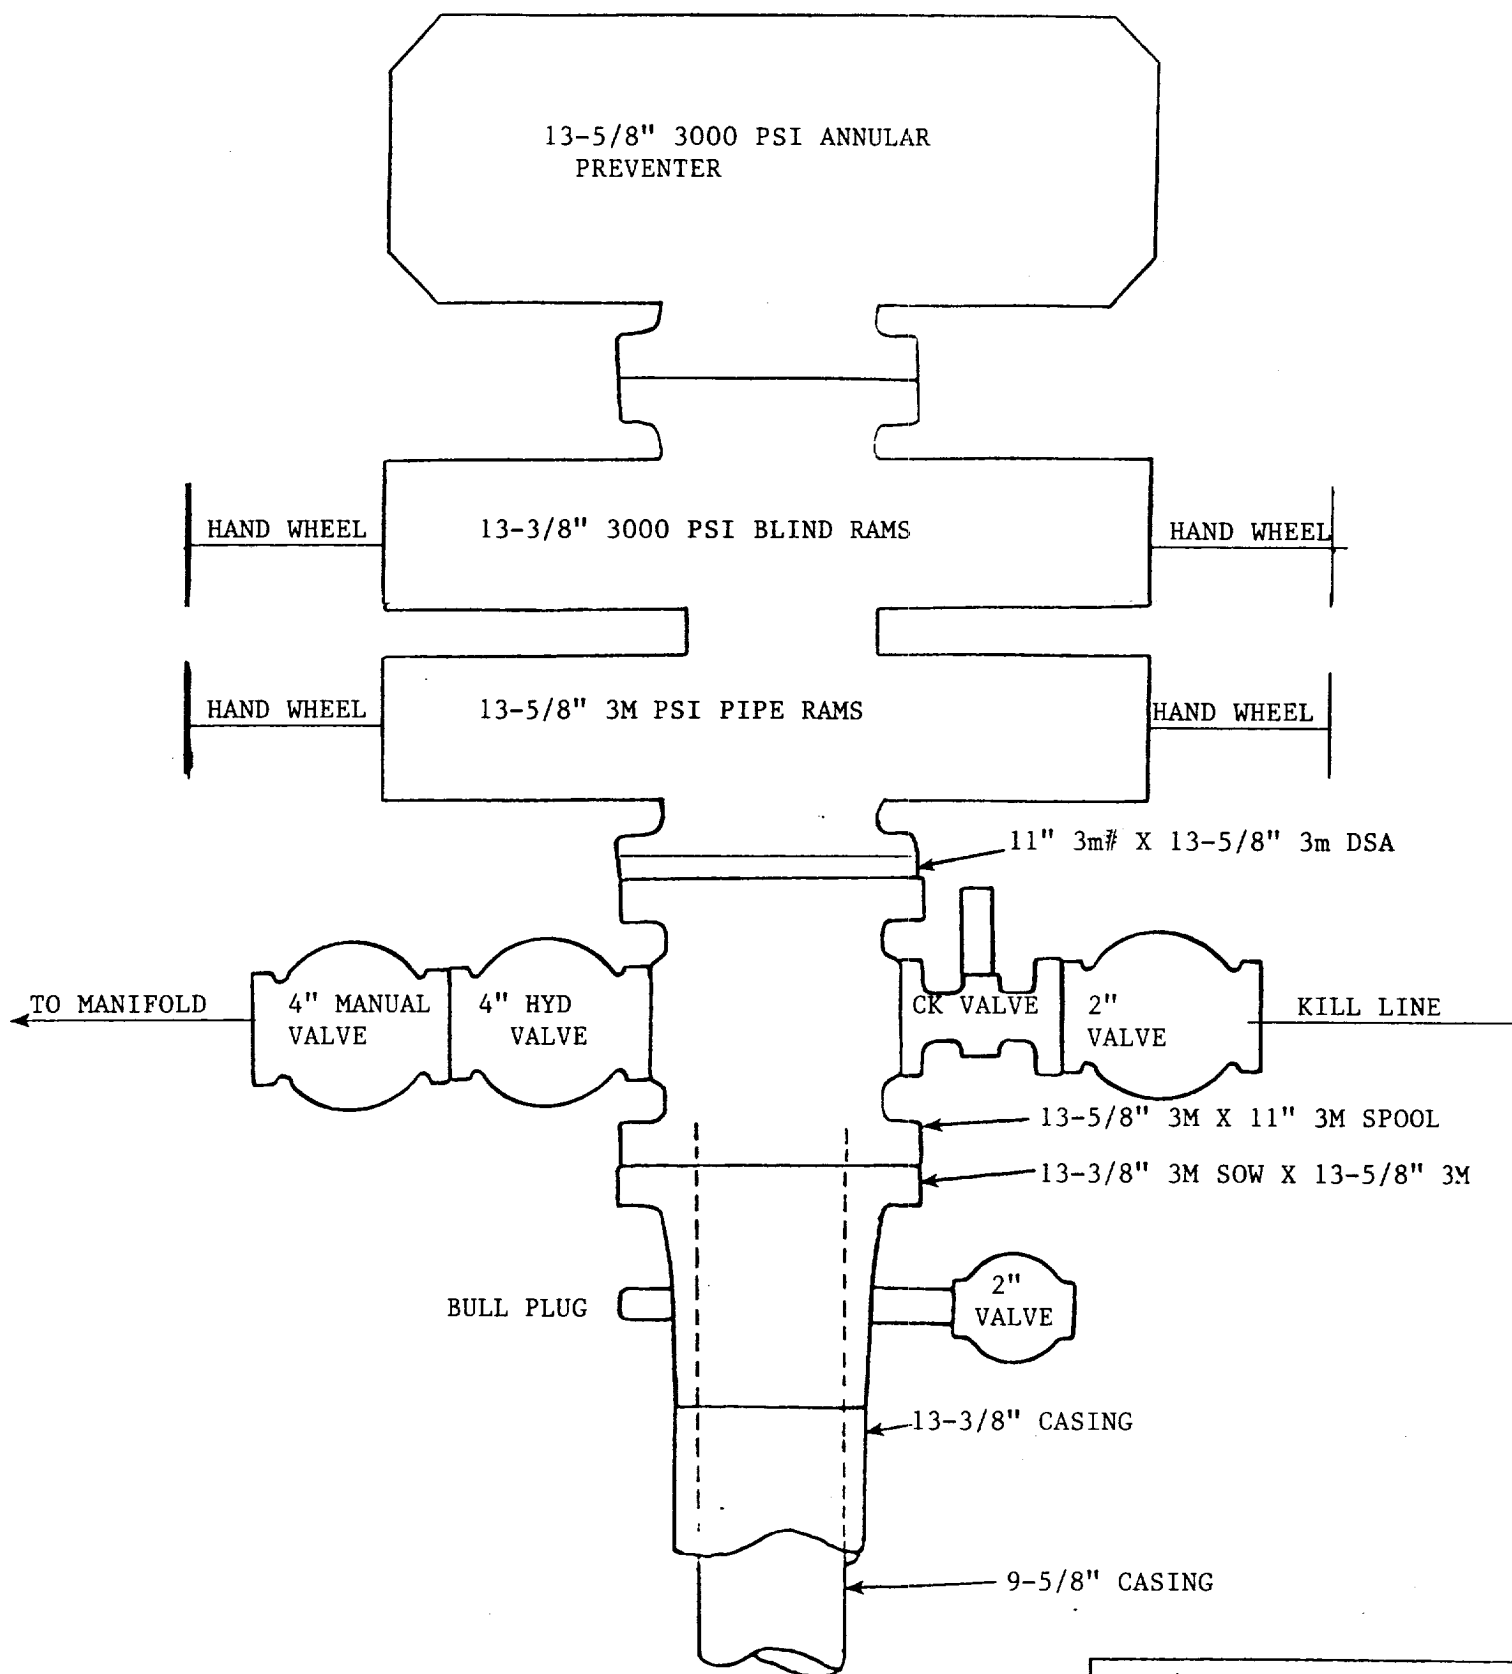 13-5/8" 3000 PSI ANNULAR
PREVENTER
HAND WHEEL
13-3/8" 3000 PSI BLIND RAMS
HAND WHEEL
HAND WHEEL
13-5/8" 3M PSI PIPE RAMS
HAND WHEEL
11" 3m# X 13-5/8" 3m DSA
TO MANIFOLD
4" MANUAL
VALVE
4" HYD
VALVE
CK VALVE
2"
VALVE
KILL LINE
13-5/8" 3M X 11" 3M SPOOL
13-3/8" 3M SOW X 13-5/8" 3M
BULL PLUG
2"
VALVE
13-3/8" CASING
9-5/8" CASING